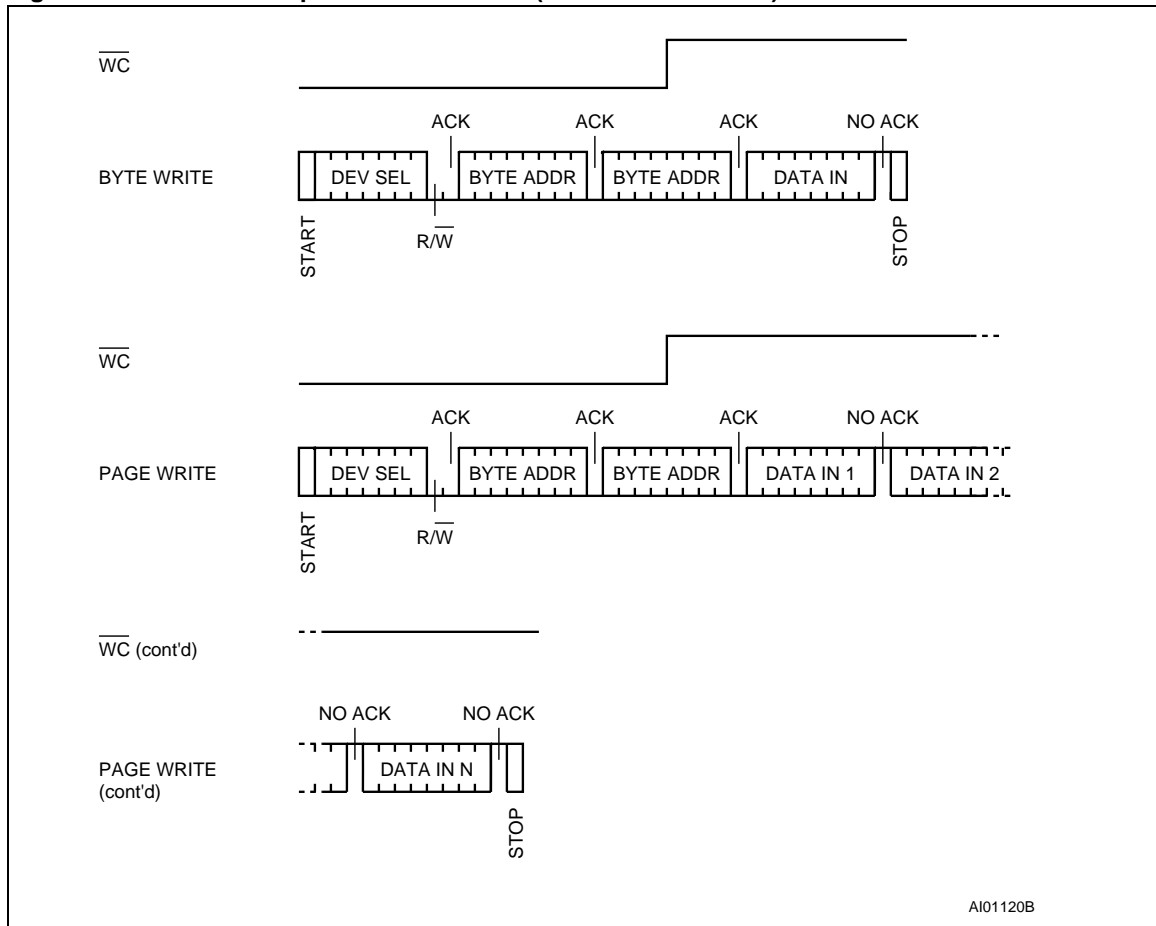 WC
ACK ACK ACK NO ACK
BYTE WRITE DEV SEL BYTE ADDR BYTE ADDR DATA IN
R/W
START STOP
WC
ACK ACK ACK NO ACK
PAGE WRITE DEV SEL BYTE ADDR BYTE ADDR DATA IN 1 DATA IN 2
R/W
START
WC (cont'd)
NO ACK NO ACK
PAGE WRITE DATA IN N
(cont'd)
STOP
AI01120B